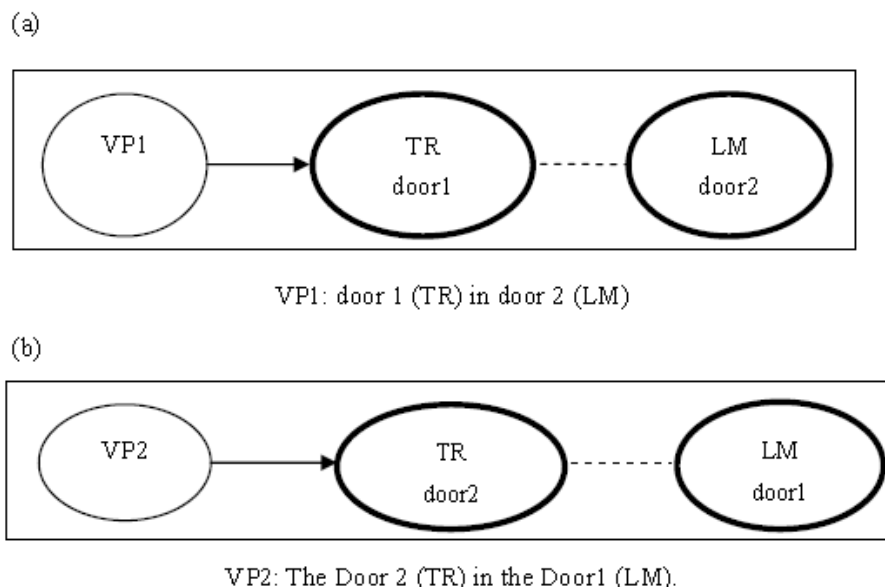 (a)
VP1
TR
door1
LM
door2
VP1: door 1 (TR) in door 2 (LM)
(b)
VP2
TR
door2
LM
door1
VP2: The Door 2 (TR) in the Door1 (LM).